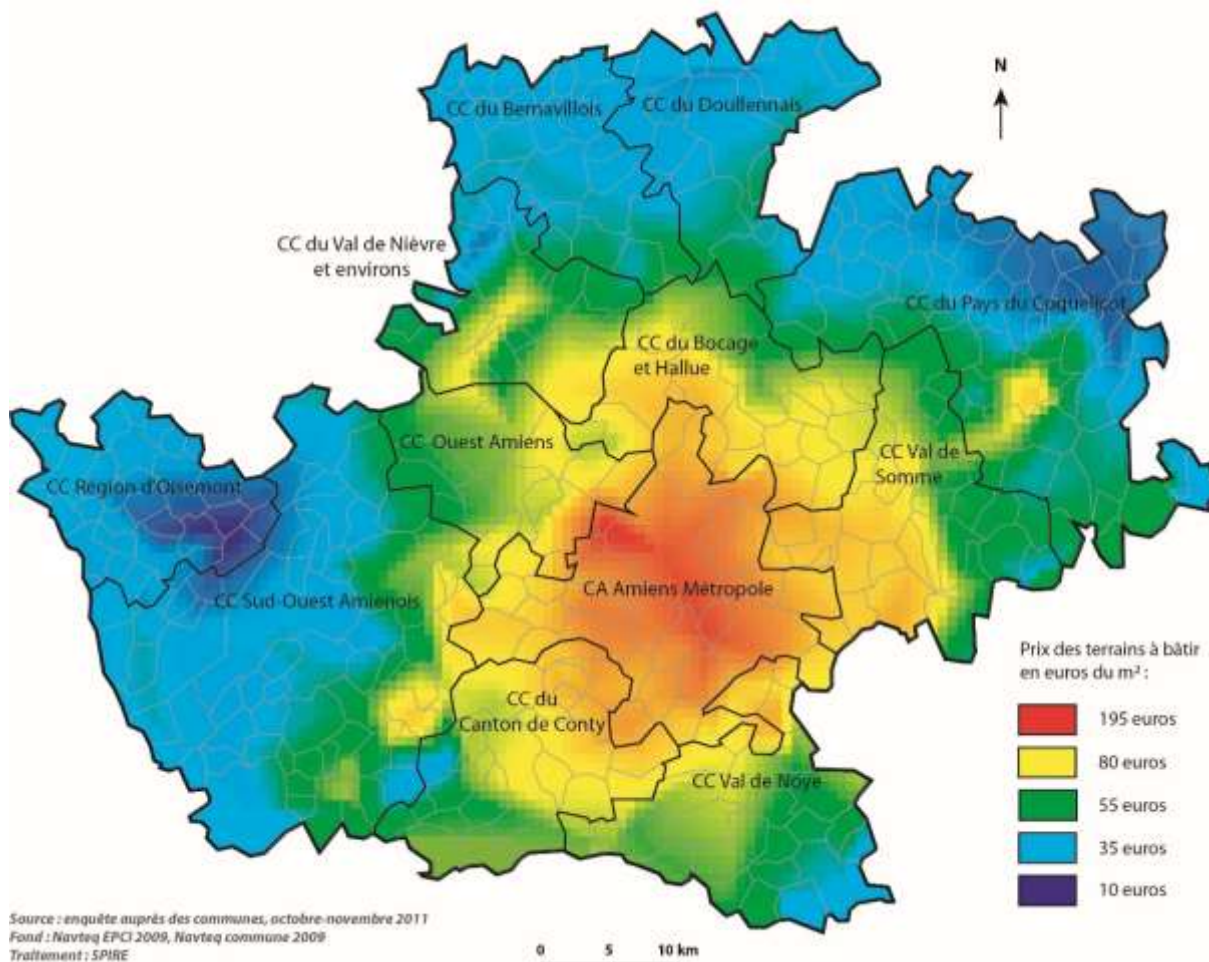 CC du Bernavillois
CC du Doullennais
N
CC du Val de Nièvre
et environs
CC du Pays du Coquelicot
CC du Bocage
et Hallue
CC Ouest Amiens
CC Val de
Somme
CC Région d'Oisemont
CC Sud-Ouest Amienois
CA Amiens Métropole
CC du
Canton de Conty
CC Val de Noye
Prix des terrains à bâtir
en euros du m² :
195 euros
80 euros
55 euros
35 euros
10 euros
Source : enquête auprès des communes, octobre-novembre 2011
Fond : Navteq EPCI 2009, Navteq commune 2009
Traitement : SPIRE
0 5 10 km